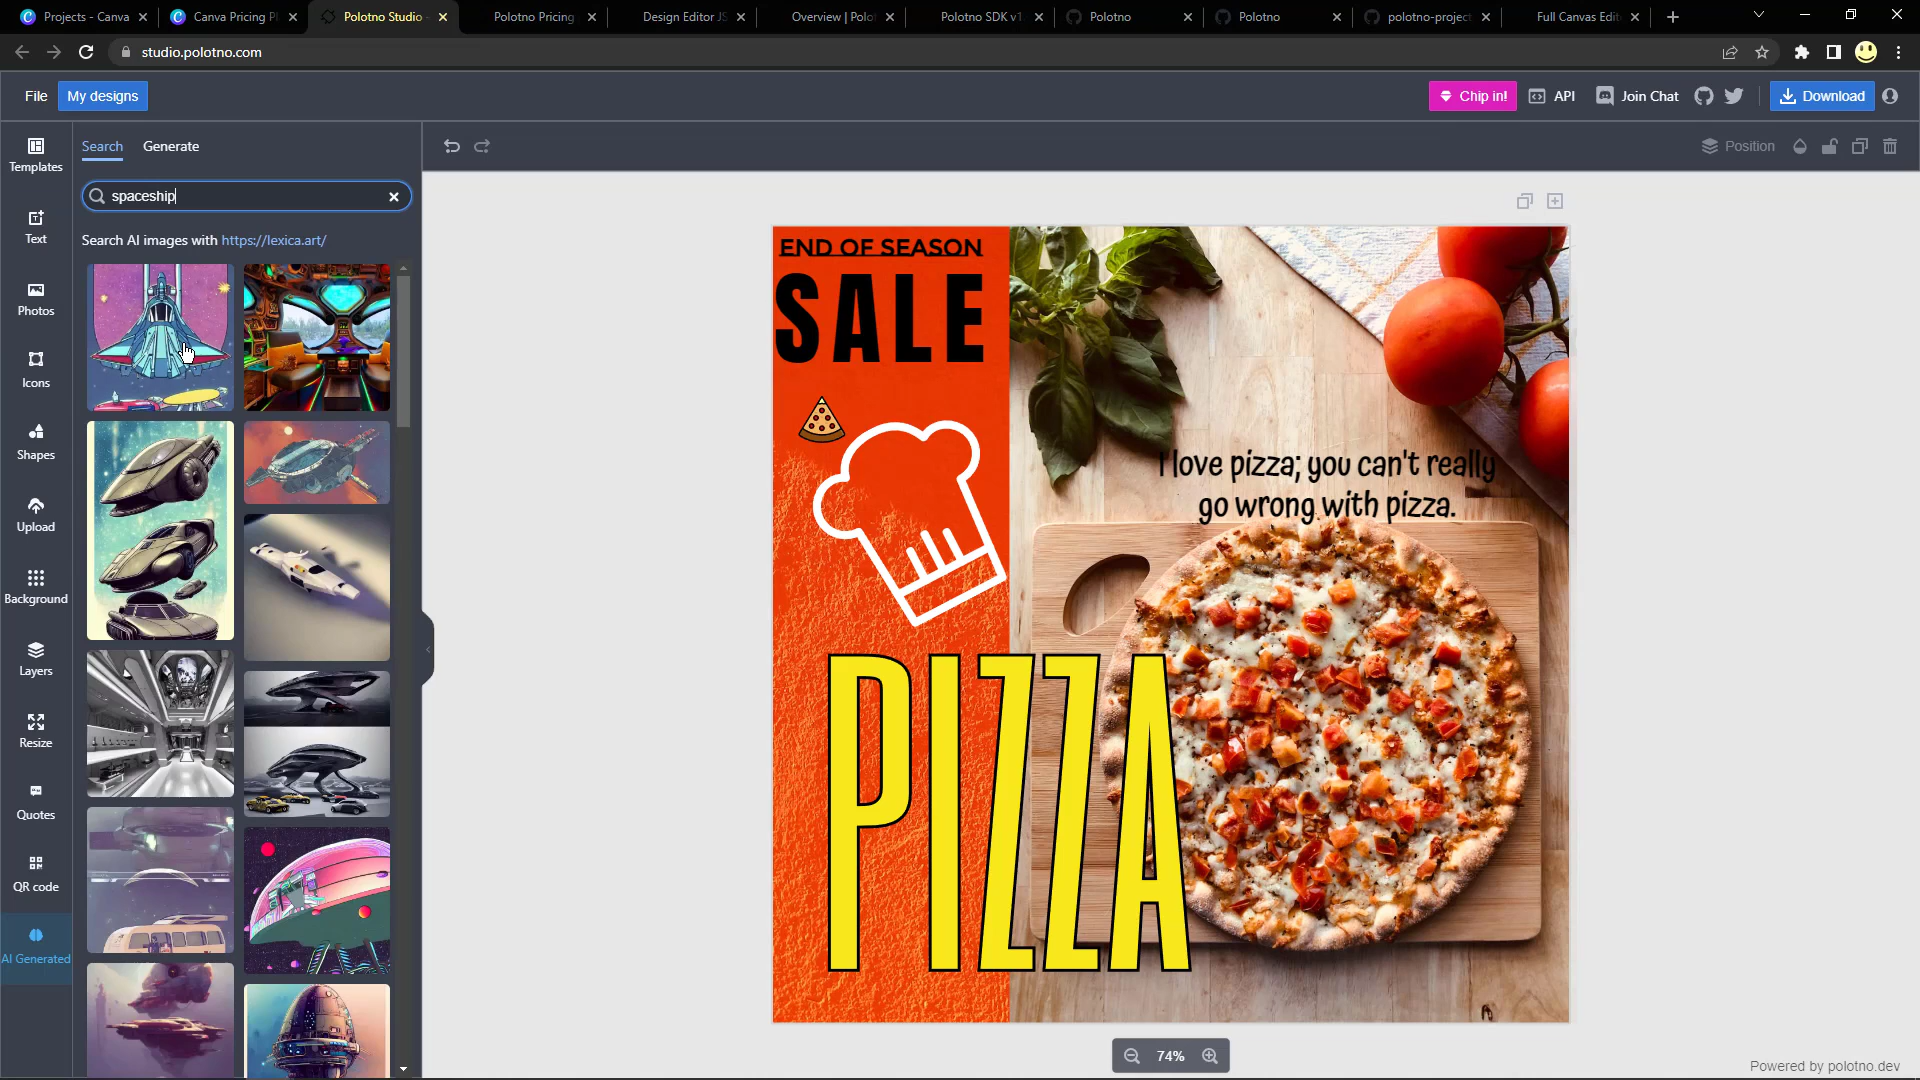 Projects - Canva
Canva Pricing Pl
Polotno Studio -
Polotno Pricing
Design Editor JS
Overview | Polot
Polotno SDK v1.
Polotno
Polotno
polotno-project
Full Canvas Edit
studio.polotno.com
File
My designs
Chip in!
API
Join Chat
Download
Templates
Text
Photos
Icons
Shapes
Upload
Background
Layers
Resize
Quotes
QR code
AI Generated
Search
Generate
spaceship
Search AI images with https://lexica.art/
Position
END OF SEASON
SALE
I love pizza; you can't really
go wrong with pizza.
PIZZA
74%
Powered by polotno.dev